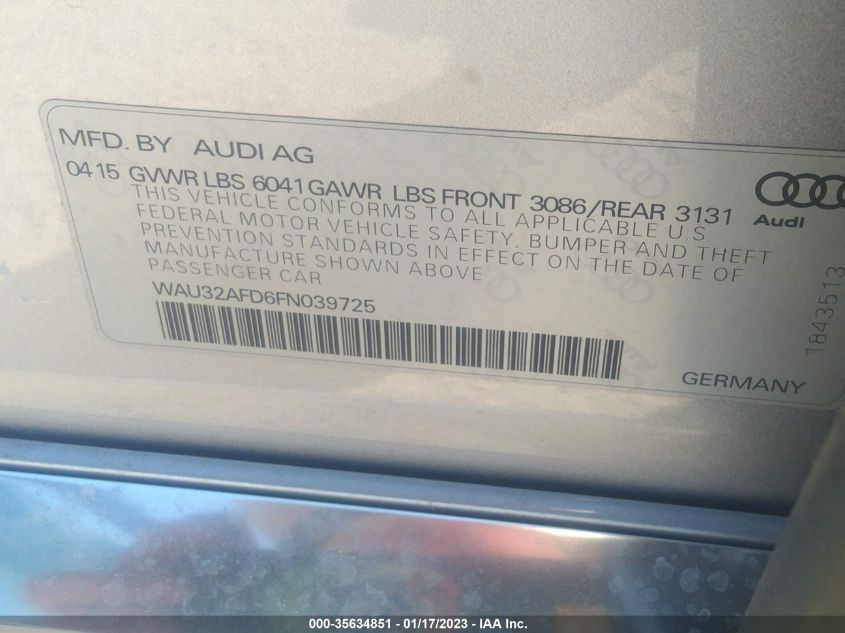 MFD. BY AUDI AG
0415 GVWR LBS 6041 GAWR LBS FRONT 3086/REAR 3131
THIS VEHICLE CONFORMS TO ALL APPLICABLE U S
FEDERAL MOTOR VEHICLE SAFETY. BUMPER AND THEFT
PREVENTION STANDARDS IN EFFECT ON THE DATE OF
MANUFACTURE SHOWN ABOVE
PASSENGER CAR
WAU32AFD6FN039725
Audi
1843513
GERMANY
000-35634851 - 01/17/2023 - IAA Inc.